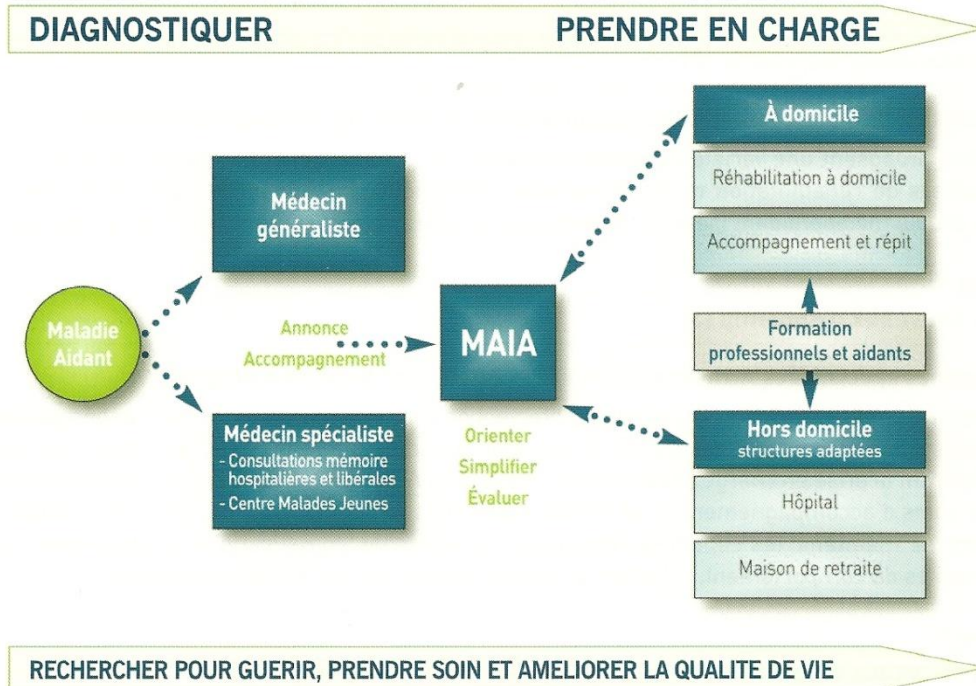 DIAGNOSTIQUER
PRENDRE EN CHARGE
Maladie
Aidant
Médecin
généraliste
Annonce
Accompagnement
Médecin spécialiste
- Consultations mémoire
hospitalières et libérales
- Centre Malades Jeunes
MAIA
Orienter
Simplifier
Évaluer
À domicile
Réhabilitation à domicile
Accompagnement et répit
Formation
professionnels et aidants
Hors domicile
structures adaptées
Hôpital
Maison de retraite
RECHERCHER POUR GUERIR, PRENDRE SOIN ET AMELIORER LA QUALITE DE VIE